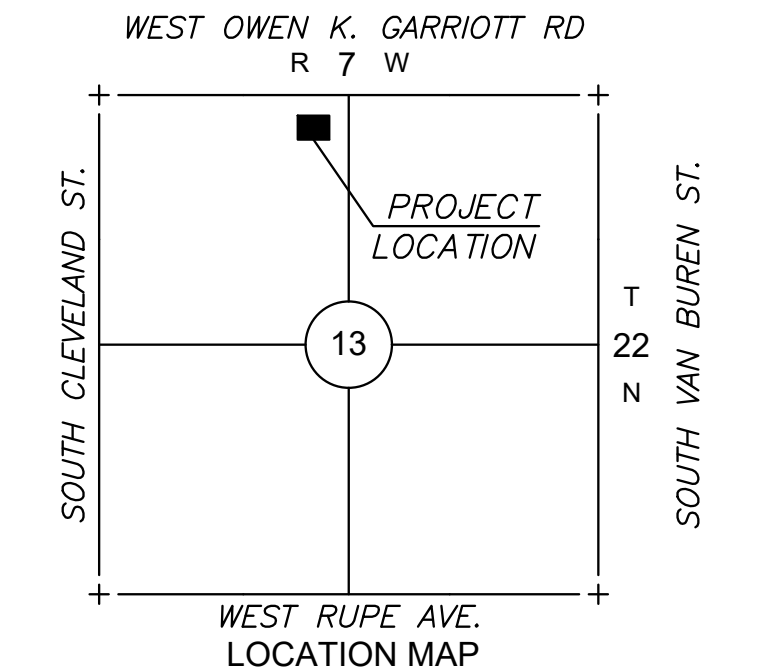 WEST OWEN K. GARRIOTT RD
R 7 W
PROJECT
LOCATION
SOUTH CLEVELAND ST.
13
T
22
N
SOUTH VAN BUREN ST.
WEST RUPE AVE.
LOCATION MAP